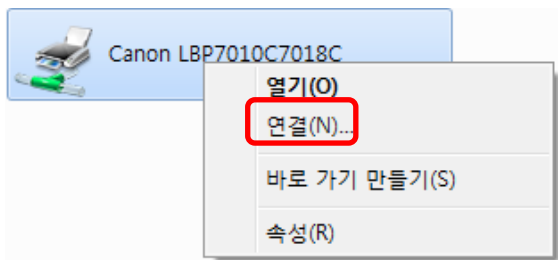 Canon LBP7010C7018C
열기(O)
연결(N)...
바로 가기 만들기(S)
속성(R)